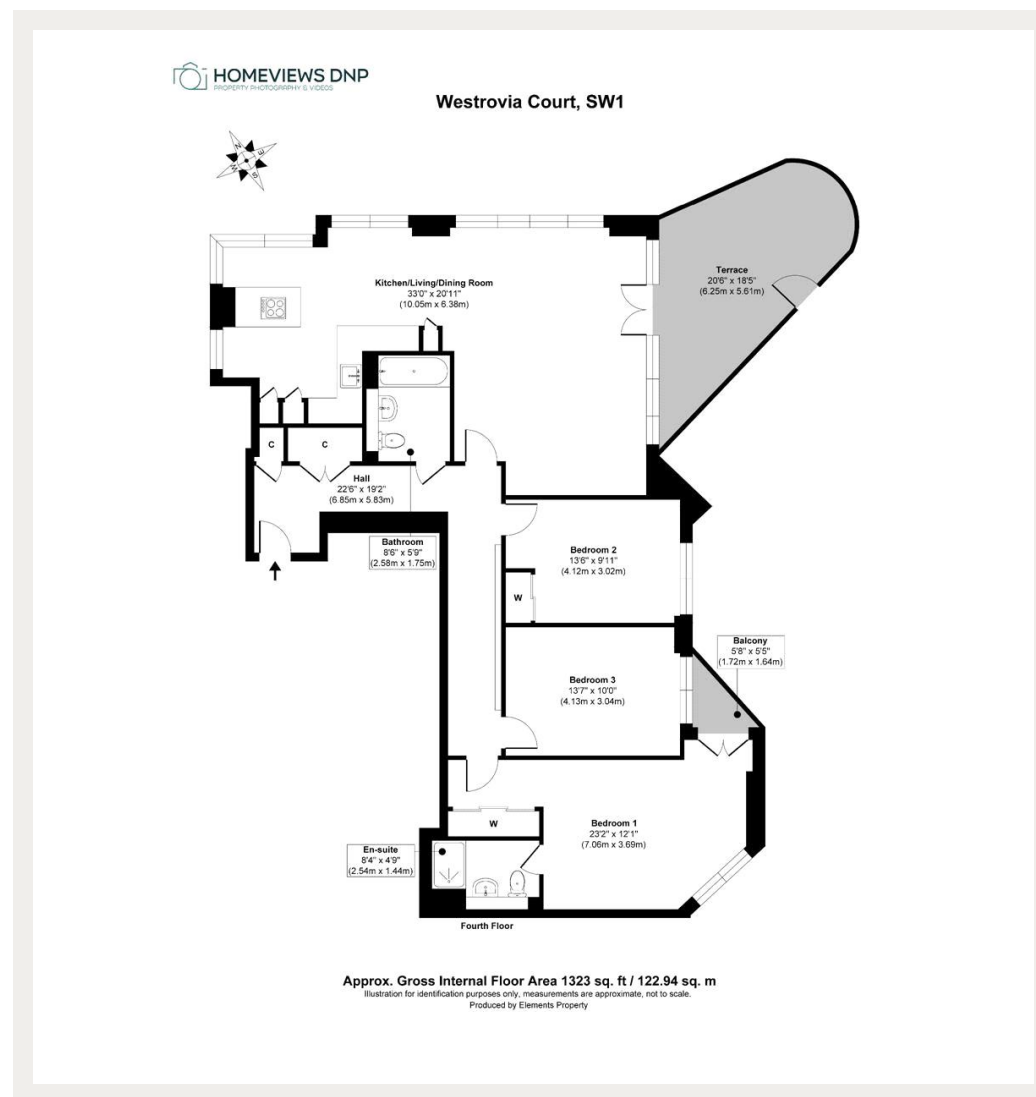 HOMEVIEWS DNP
PROPERTY PHOTOGRAPHY & VIDEOS
Westrovia Court, SW1
N
E
W
S
Terrace
20'6" x 18'5"
(6.25m x 5.61m)
Kitchen/Living/Dining Room
33'0" x 20'11"
(10.05m x 6.38m)
C
C
Hall
22'6" x 19'2"
(6.85m x 5.83m)
Bathroom
8'6" x 5'9"
(2.58m x 1.75m)
Bedroom 2
13'6" x 9'11"
(4.12m x 3.02m)
W
Balcony
5'8" x 5'5"
(1.72m x 1.64m)
Bedroom 3
13'7" x 10'0"
(4.13m x 3.04m)
W
Bedroom 1
23'2" x 12'1"
(7.06m x 3.69m)
En-suite
8'4" x 4'9"
(2.54m x 1.44m)
Fourth Floor
Approx. Gross Internal Floor Area 1323 sq. ft / 122.94 sq. m
Illustration for identification purposes only, measurements are approximate, not to scale.
Produced by Elements Property